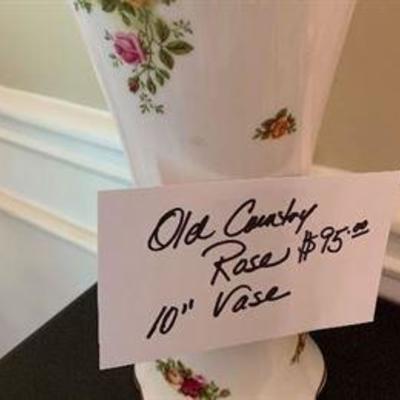 Old Country
Rose $95.00
10" Vase